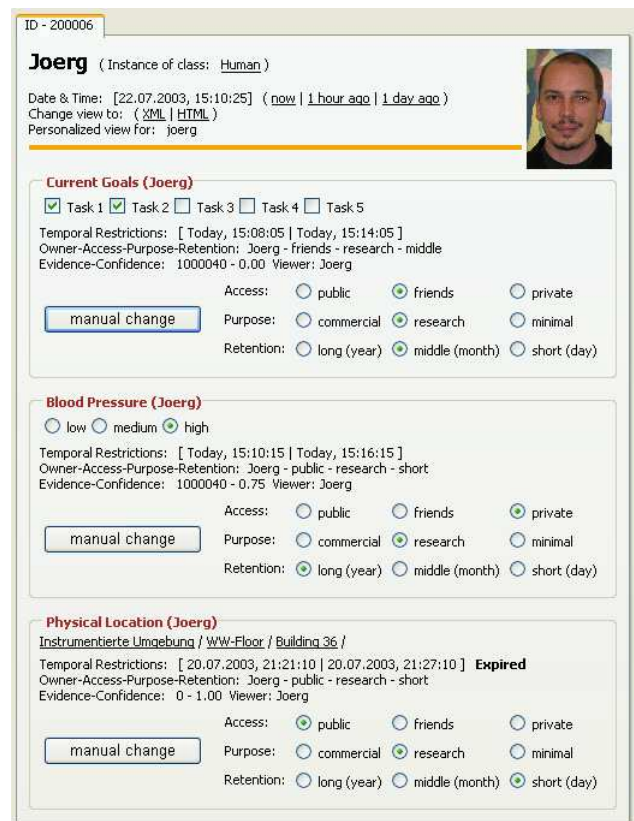 ID - 200006
Joerg ( Instance of class: Human )
Date & Time: [22.07.2003, 15:10:25] ( now | 1 hour ago | 1 day ago )
Change view to: ( XML | HTML )
Personalized view for: joerg
Current Goals (Joerg)
Task 1 Task 2 Task 3 Task 4 Task 5
Temporal Restrictions: [ Today, 15:08:05 | Today, 15:14:05 ]
Owner-Access-Purpose-Retention: Joerg - friends - research - middle
Evidence-Confidence: 1000040 - 0.00 Viewer: Joerg
Access: public friends private
manual change Purpose: commercial research minimal
Retention: long (year) middle (month) short (day)
Blood Pressure (Joerg)
low medium high
Temporal Restrictions: [ Today, 15:10:15 | Today, 15:16:15 ]
Owner-Access-Purpose-Retention: Joerg - public - research - short
Evidence-Confidence: 1000040 - 0.75 Viewer: Joerg
Access: public friends private
manual change Purpose: commercial research minimal
Retention: long (year) middle (month) short (day)
Physical Location (Joerg)
Instrumentierte Umgebung / WW-Floor / Building 36 /
Temporal Restrictions: [ 20.07.2003, 21:21:10 | 20.07.2003, 21:27:10 ] Expired
Owner-Access-Purpose-Retention: Joerg - public - research - short
Evidence-Confidence: 0 - 1.00 Viewer: Joerg
Access: public friends private
manual change Purpose: commercial research minimal
Retention: long (year) middle (month) short (day)